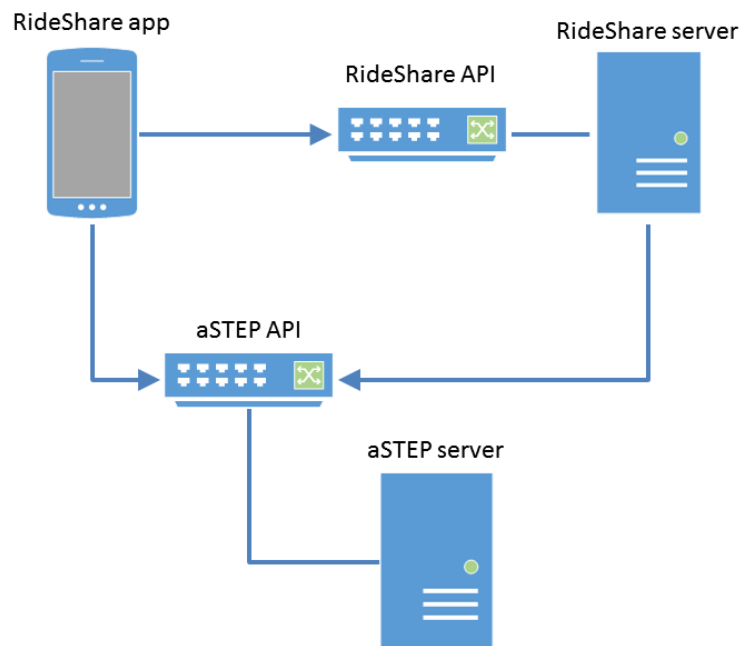 RideShare app
RideShare server
RideShare API
aSTEP API
aSTEP server